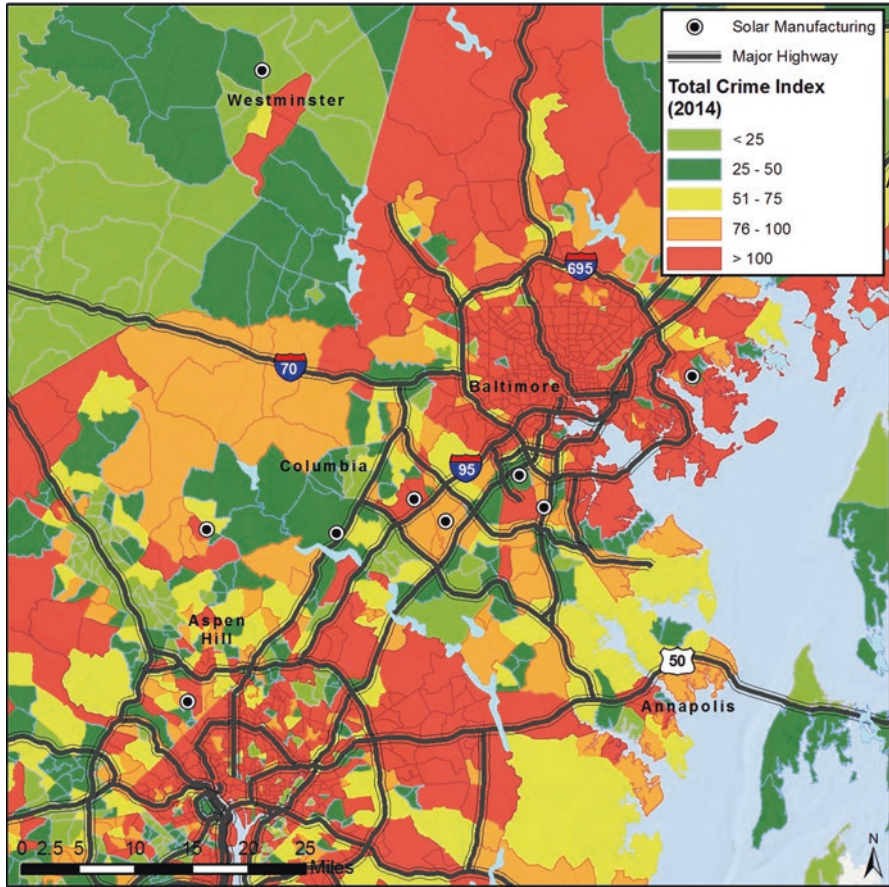 Solar Manufacturing
Major Highway
Total Crime Index
(2014)
< 25
25 - 50
51 - 75
76 - 100
> 100
Westminster
695
70
Baltimore
Columbia
95
Aspen
Hill
50
Annapolis
0 2.5 5 10 15 20 25
Miles
N